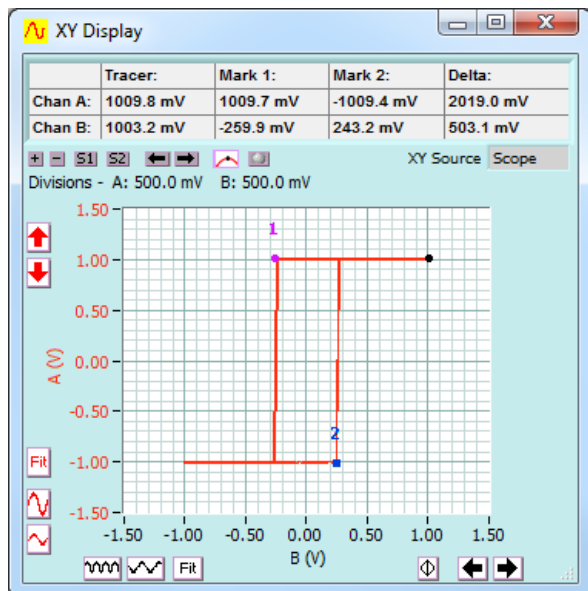 XY Display
Tracer: Mark 1: Mark 2: Delta:
Chan A: 1009.8 mV 1009.7 mV -1009.4 mV 2019.0 mV
Chan B: 1003.2 mV -259.9 mV 243.2 mV 503.1 mV
+ - S1 S2 XY Source Scope
Divisions - A: 500.0 mV B: 500.0 mV
1.50
1
1.00
0.50
A (V)
0.00
-0.50
2
Fit
-1.00
-1.50
-1.50 -1.00 -0.50 0.00 0.50 1.00 1.50
B (V)
Fit Φ